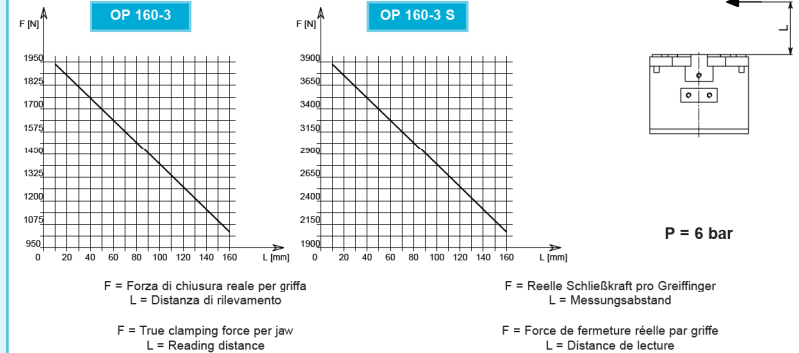 OP 160-3
F [N]
1950
1825
1700
1575
1450
1325
1200
1075
950
0 20 40 60 80 100 120 140 160
L [mm]
OP 160-3 S
F [N]
3900
3650
3400
3150
2900
2650
2400
2150
1900
0 20 40 60 80 100 120 140 160
L [mm]
L
P = 6 bar
F = Forza di chiusura reale per griffa
L = Distanza di rilevamento
F = Reelle Schließkraft pro Greiffinger
L = Messungsabstand
F = True clamping force per jaw
L = Reading distance
F = Force de fermeture réelle par griffe
L = Distance de lecture